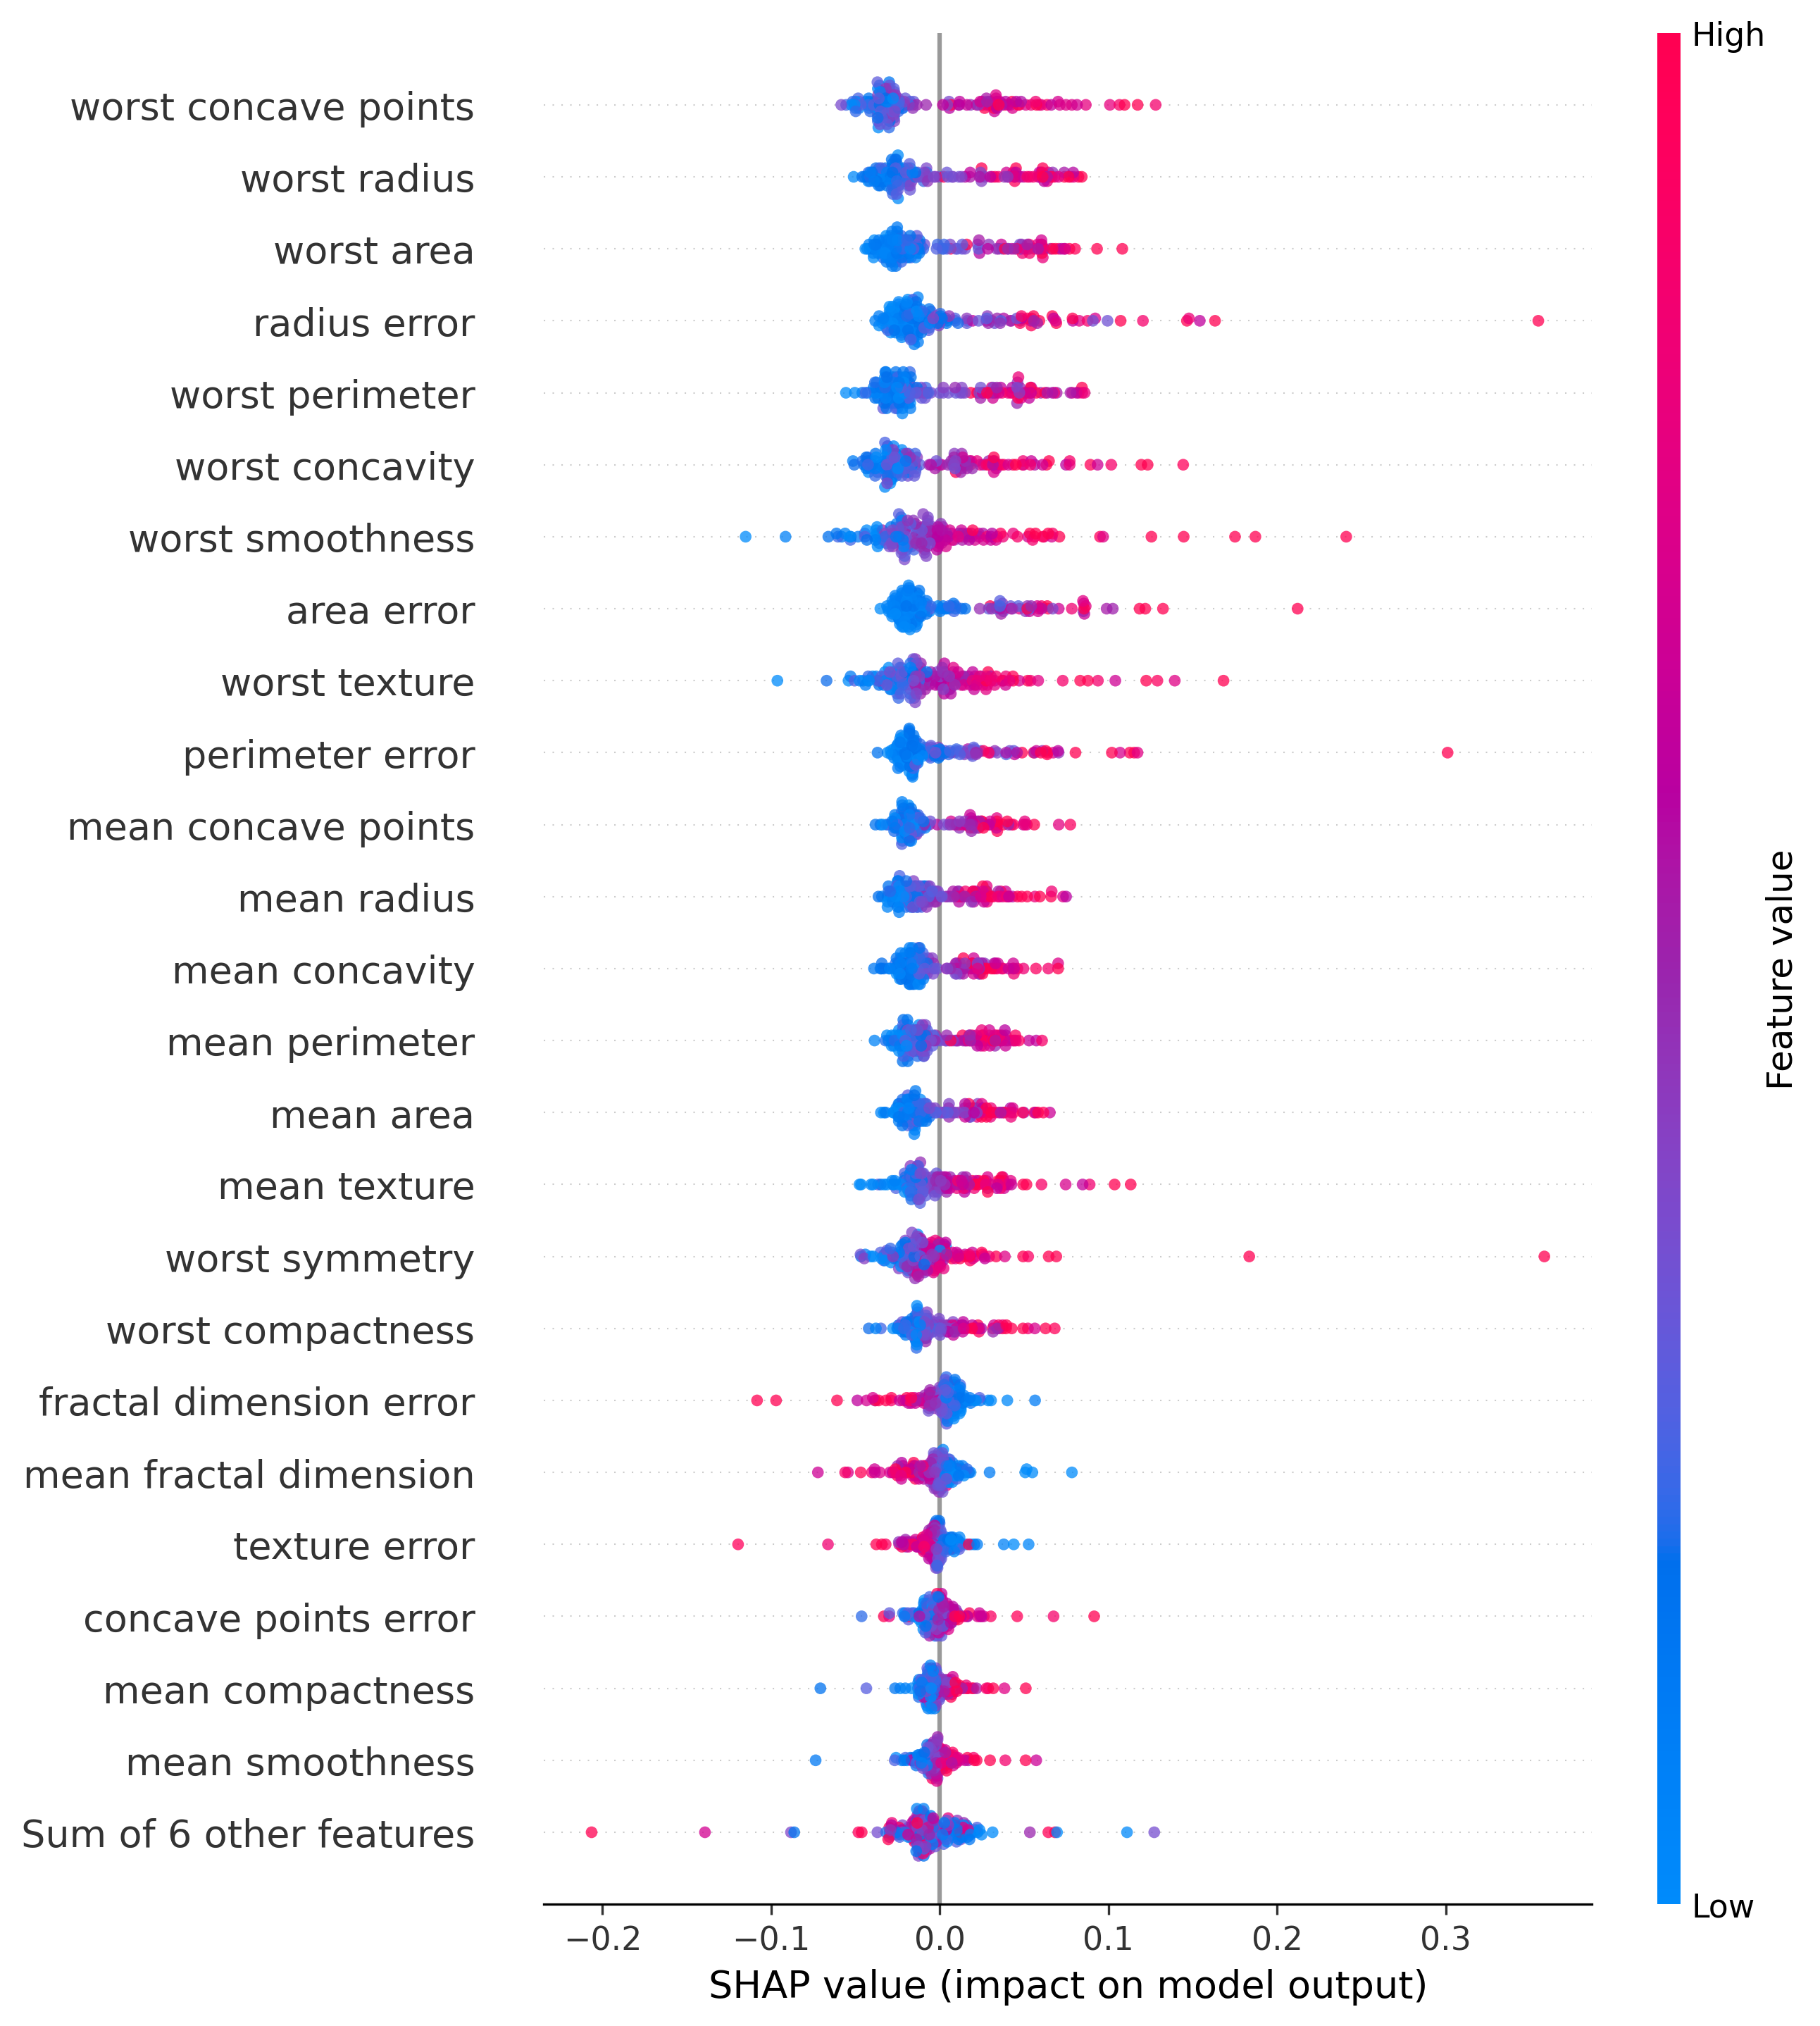 High
worst concave points
worst radius
worst area
radius error
worst perimeter
worst concavity
worst smoothness
area error
worst texture
perimeter error
mean concave points
mean radius
mean concavity
mean perimeter
mean area
mean texture
worst symmetry
worst compactness
fractal dimension error
mean fractal dimension
texture error
concave points error
mean compactness
mean smoothness
Sum of 6 other features
Feature value
Low
−0.2 −0.1 0.0 0.1 0.2 0.3
SHAP value (impact on model output)